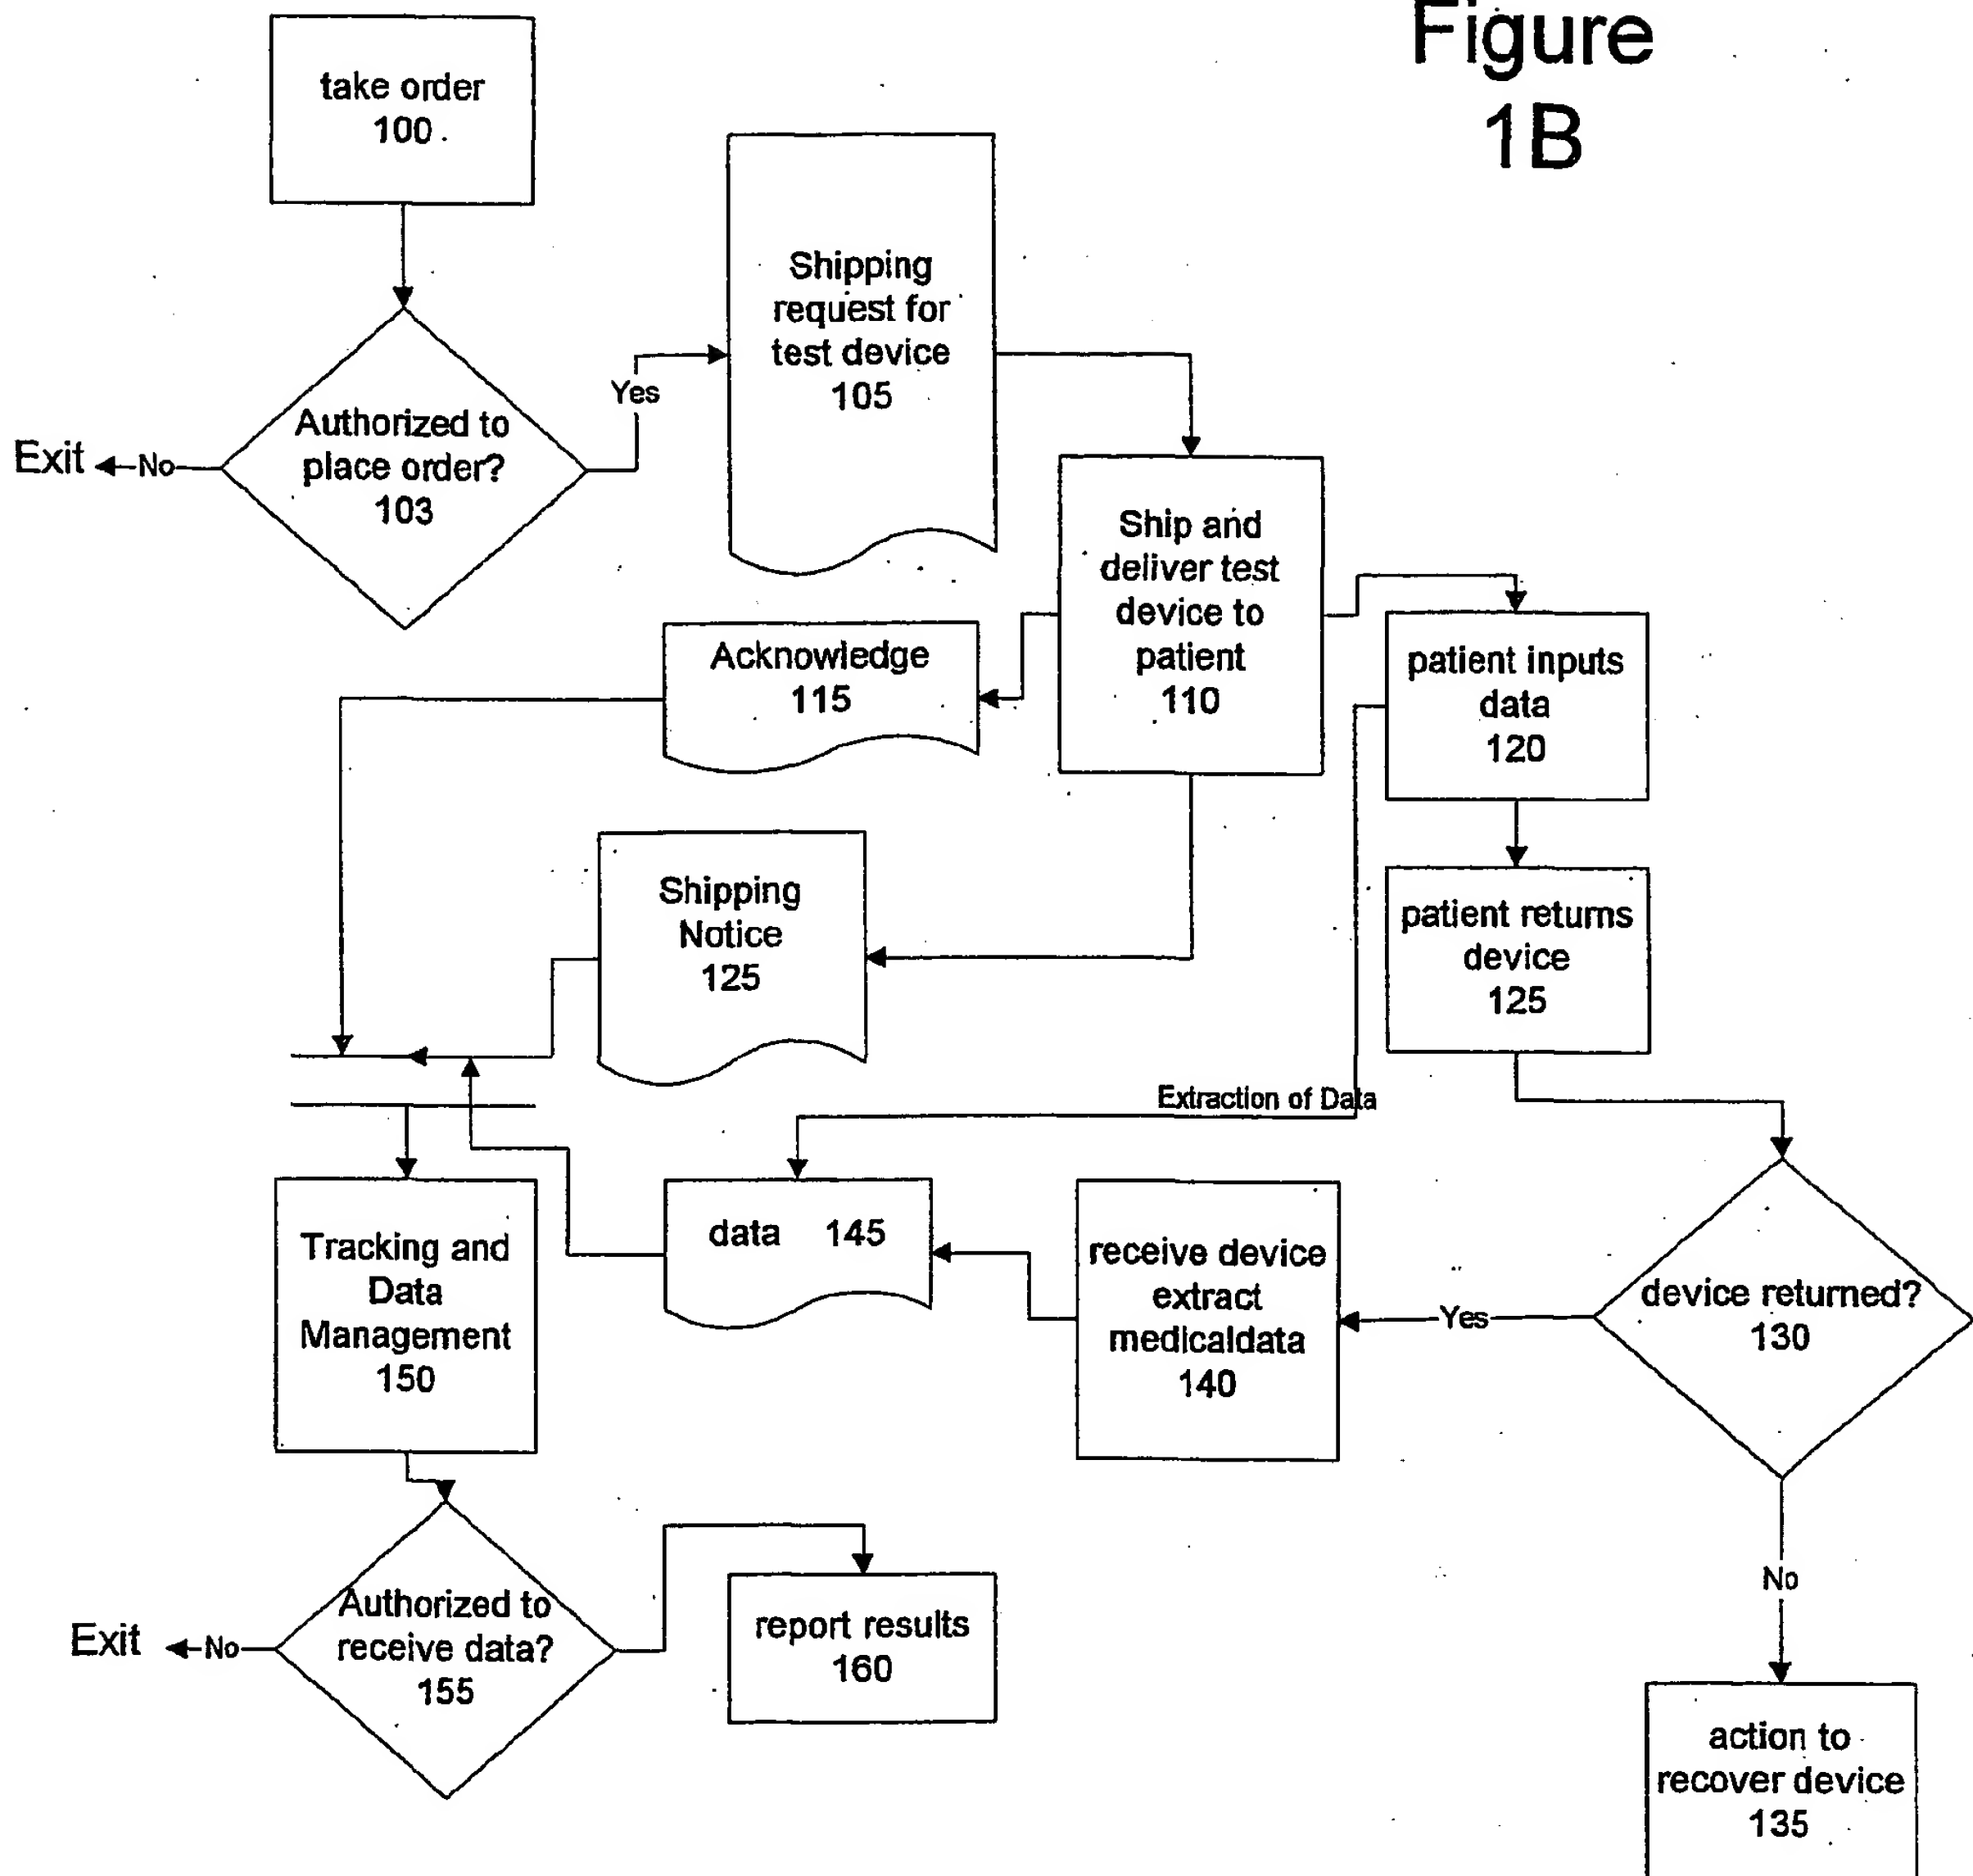 Figure
1B
take order
100
Authorized to
place order?
103
Exit
No
Yes
Shipping
request for
test device
105
Ship and
deliver test
device to
patient
110
Acknowledge
115
patient inputs
data
120
Shipping
Notice
125
patient returns
device
125
Extraction of Data
device returned?
130
Yes
No
receive device
extract
medicaldata
140
data 145
Tracking and
Data
Management
150
Authorized to
receive data?
155
Exit
No
report results
160
action to
recover device
135